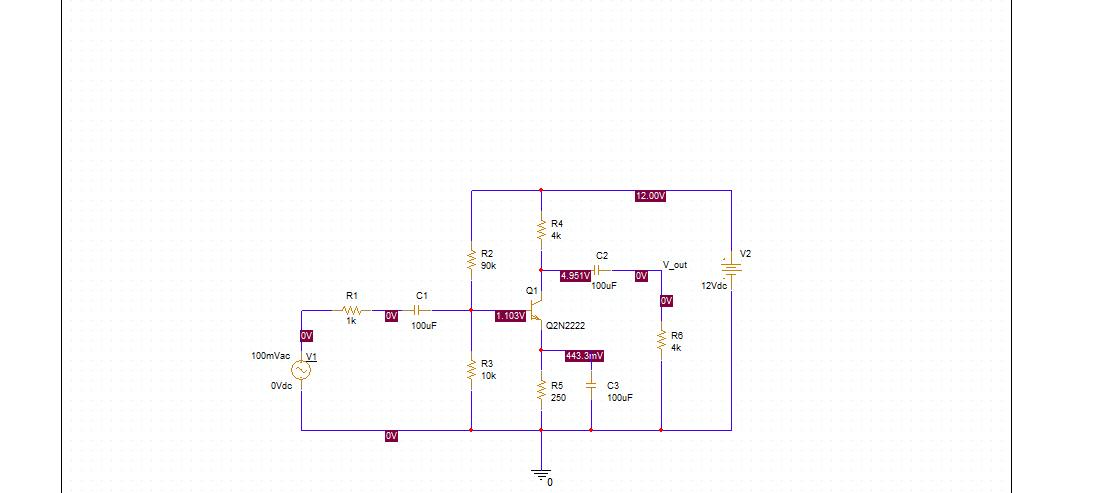 12.00V
R4
4k
R2
90k
C2
V_out
V2
4.951V
0V
100uF
12Vdc
Q1
R1
C1
0V
1k
0V
100uF
1.103V
Q2N2222
0V
R6
4k
100mVac
V1
443.3mV
R3
10k
0Vdc
R5
250
C3
100uF
0V
0